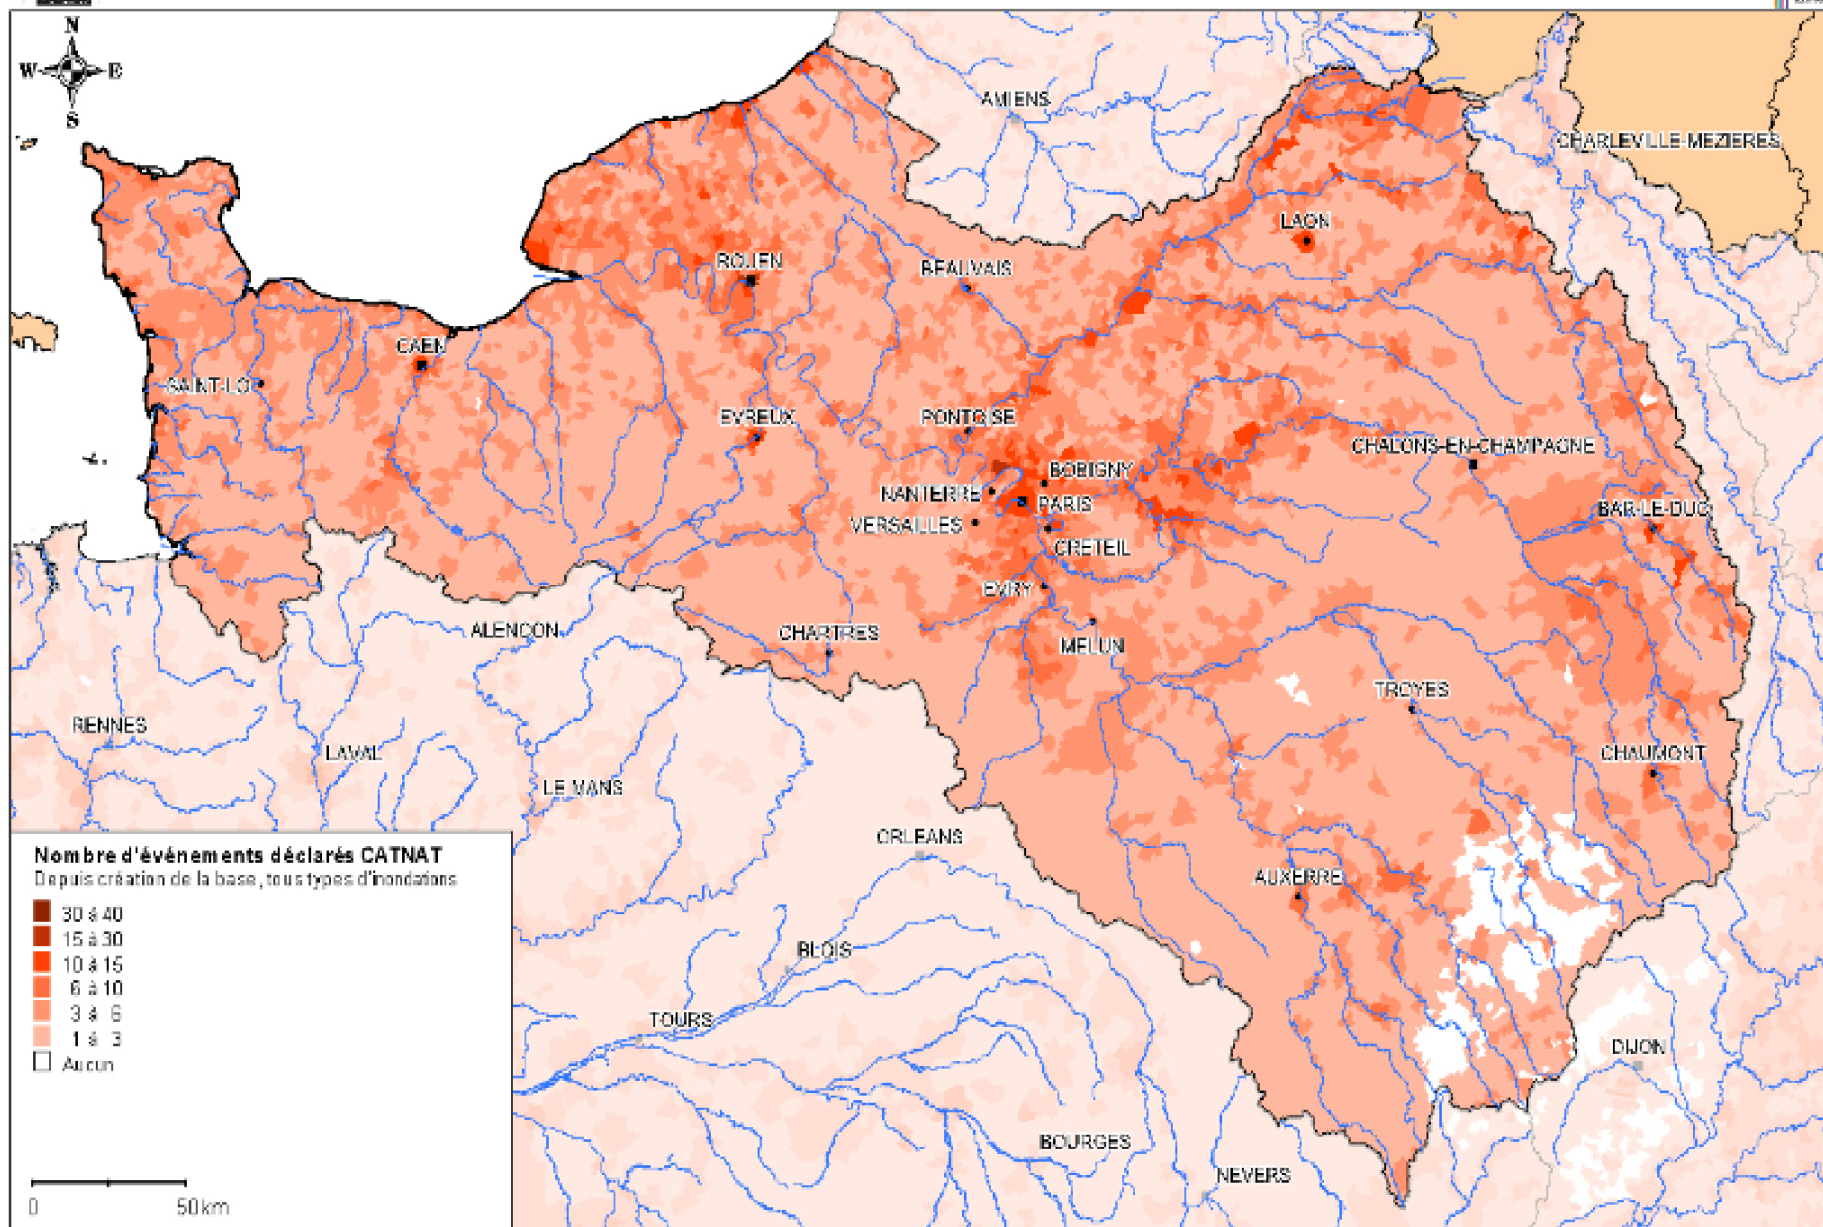 N
W E
S
AMIENS
CHARLEVILLE-MEZIERES
LAON
ROUEN
BEAUVAIS
CAEN
SAINT-LO
EVREUX
PONTOISE
CHALONS-EN-CHAMPAGNE
BOBIGNY
NANTERRE
PARIS
BAR-LE-DUC
VERSAILLES
CRETEIL
EVRY
ALENCON
CHARTRES
MELUN
TROYES
RENNES
LAVAL
CHAUMONT
LE MANS
ORLEANS
AUXERRE
BLOIS
TOURS
DIJON
BOURGES
NEVERS
Nombre d'événements déclarés CATNAT
Depuis création de la base, tous types d'inondations
30 à 40
15 à 30
10 à 15
6 à 10
3 à 6
1 à 3
Aucun
0 50km